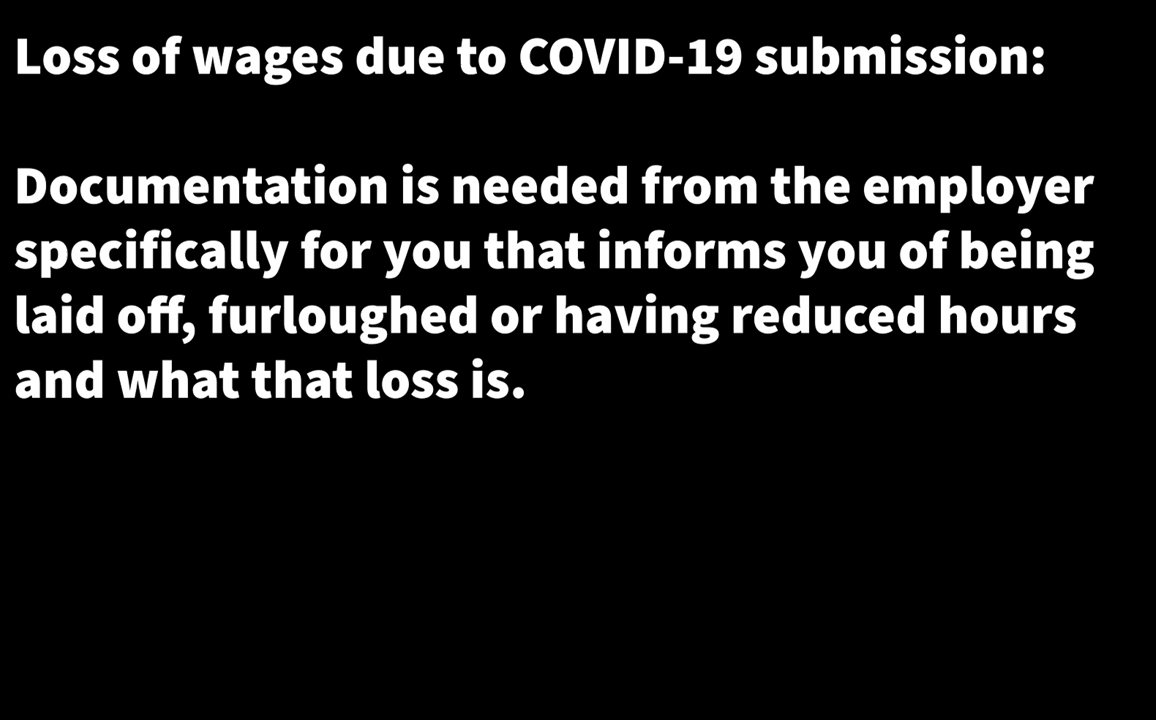 Loss of wages due to COVID-19 submission:
Documentation is needed from the employer
specifically for you that informs you of being
laid off, furloughed or having reduced hours
and what that loss is.